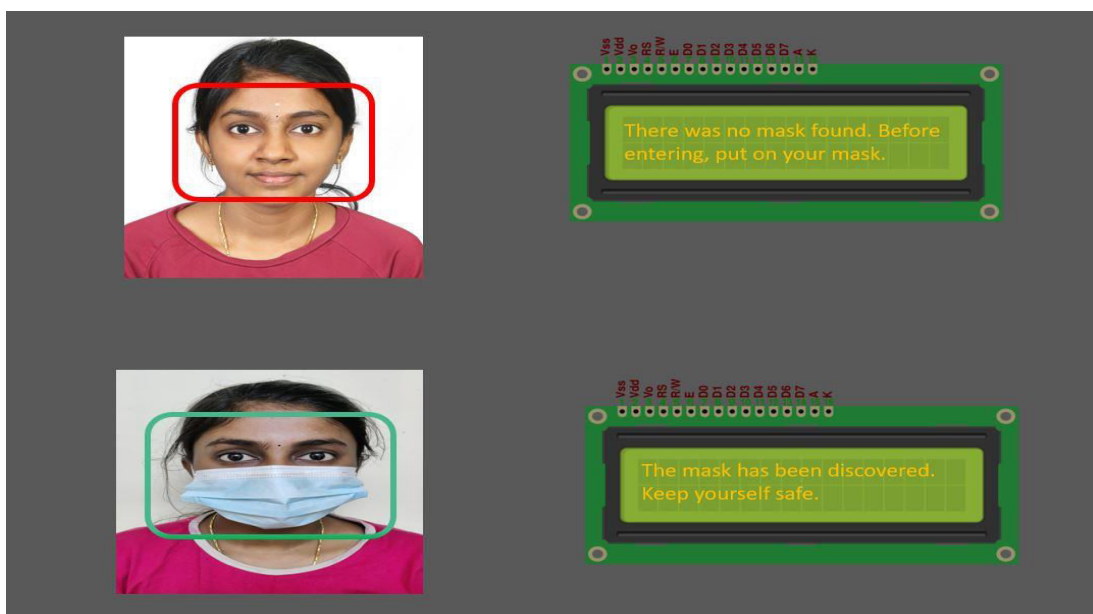 Vss
Vdd
Vo
RS
R/W
E
D0
D1
D2
D3
D4
D5
D6
D7
A
K
There was no mask found. Before
entering, put on your mask.
Vss
Vdd
Vo
RS
R/W
E
D0
D1
D2
D3
D4
D5
D6
D7
A
K
The mask has been discovered.
Keep yourself safe.